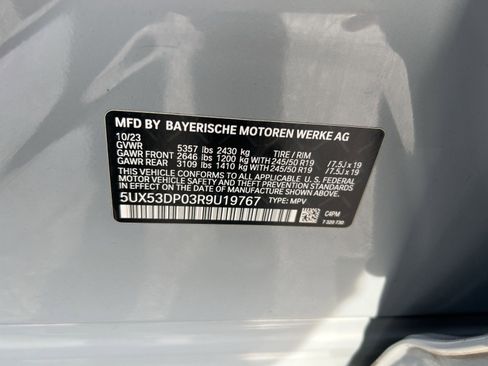 MFD BY BAYERISCHE MOTOREN WERKE AG
10/23
GVWR 5357 lbs 2430 kg TIRE / RIM
GAWR FRONT 2646 lbs 1200 kg WITH 245/50 R19 /7.5J x 19
GAWR REAR 3109 lbs 1410 kg WITH 245/50 R19 /7.5J x 19
THIS VEHICLE CONFORMS TO ALL APPLICABLE U.S. FEDERAL
MOTOR VEHICLE SAFETY STANDARDS IN EFFECT ON THE
DATE OF MANUFACTURE SHOWN ABOVE.
5UX53DP03R9U19767 TYPE: MPV C4PM
7 320 730